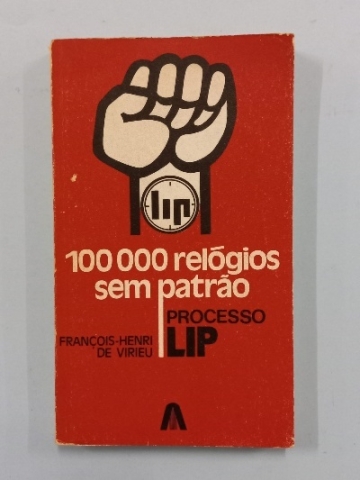 lip
100 000 relógios
sem patrão
PROCESSO
LIP
FRANÇOIS-HENRI
DE VIRIEU